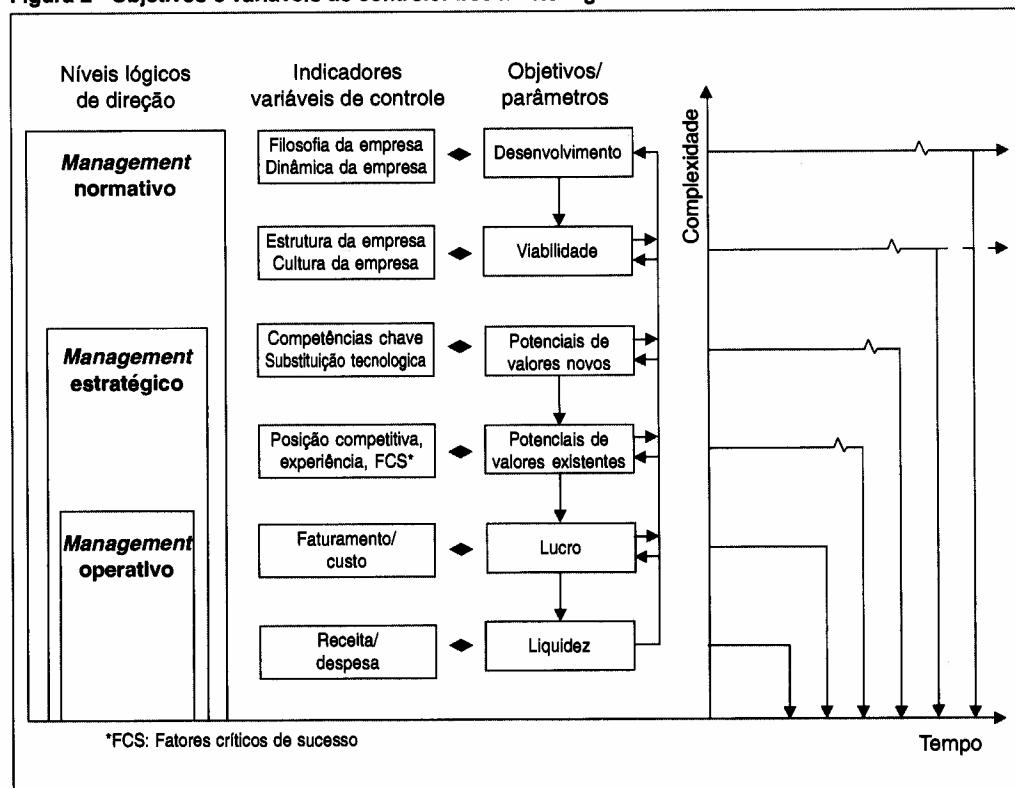 Níveis lógicos
de direção
Indicadores
variáveis de controle
Objetivos/
parâmetros
Management
normativo
Filosofia da empresa
Dinâmica da empresa
Desenvolvimento
Estrutura da empresa
Cultura da empresa
Viabilidade
Management
estratégico
Competências chave
Substituição tecnologica
Potenciais de
valores novos
Posição competitiva,
experiência, FCS*
Potenciais de
valores existentes
Management
operativo
Faturamento/
custo
Lucro
Receita/
despesa
Liquidez
Complexidade
Tempo
*FCS: Fatores críticos de sucesso